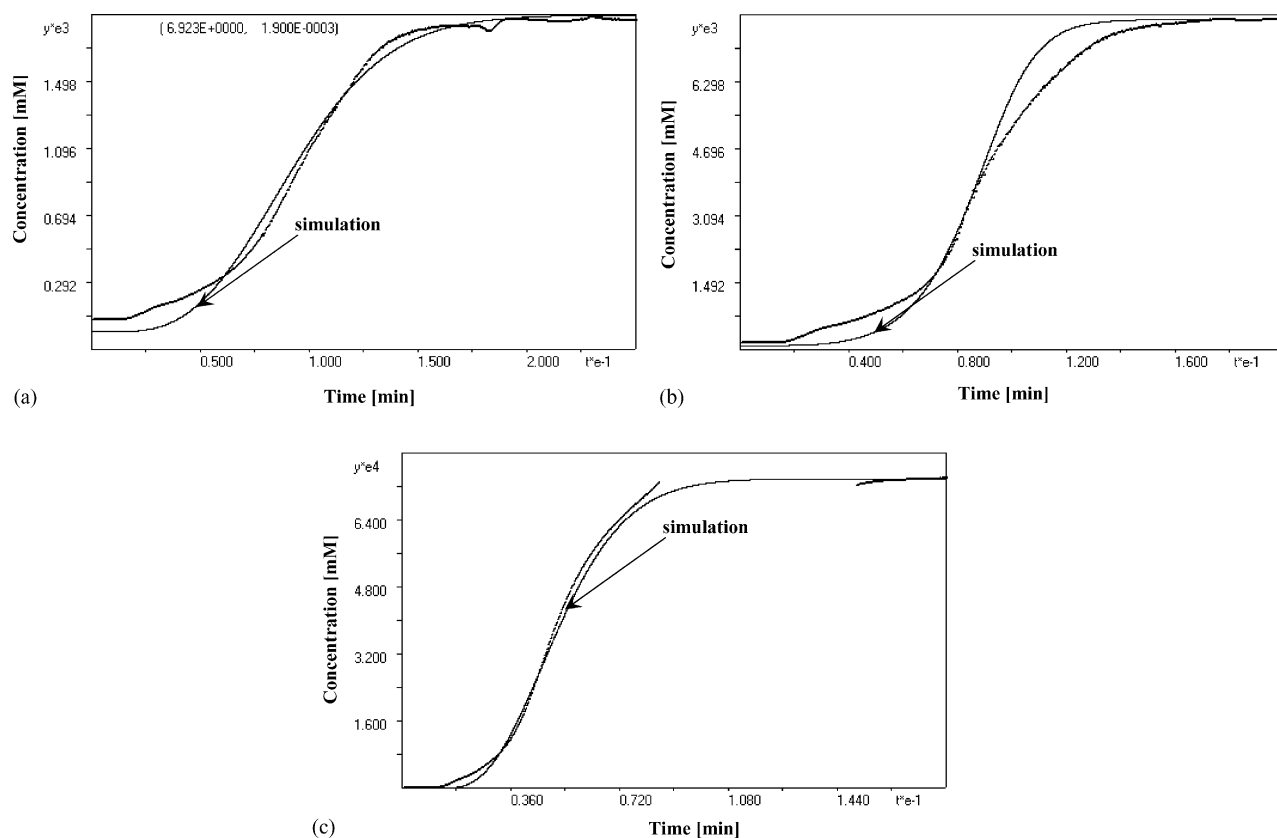 y*e3
(6.923E+0000, 1.900E-0003)
1.498
1.096
0.694
0.292
Concentration [mM]
simulation
0.500 1.000 1.500 2.000 t*e-1
Time [min]
(a)
y*e3
6.298
4.696
3.094
1.492
Concentration [mM]
simulation
0.400 0.800 1.200 1.600 t*e-1
Time [min]
(b)
y*e4
6.400
4.800
3.200
1.600
Concentration [mM]
simulation
0.360 0.720 1.080 1.440 t*e-1
Time [min]
(c)